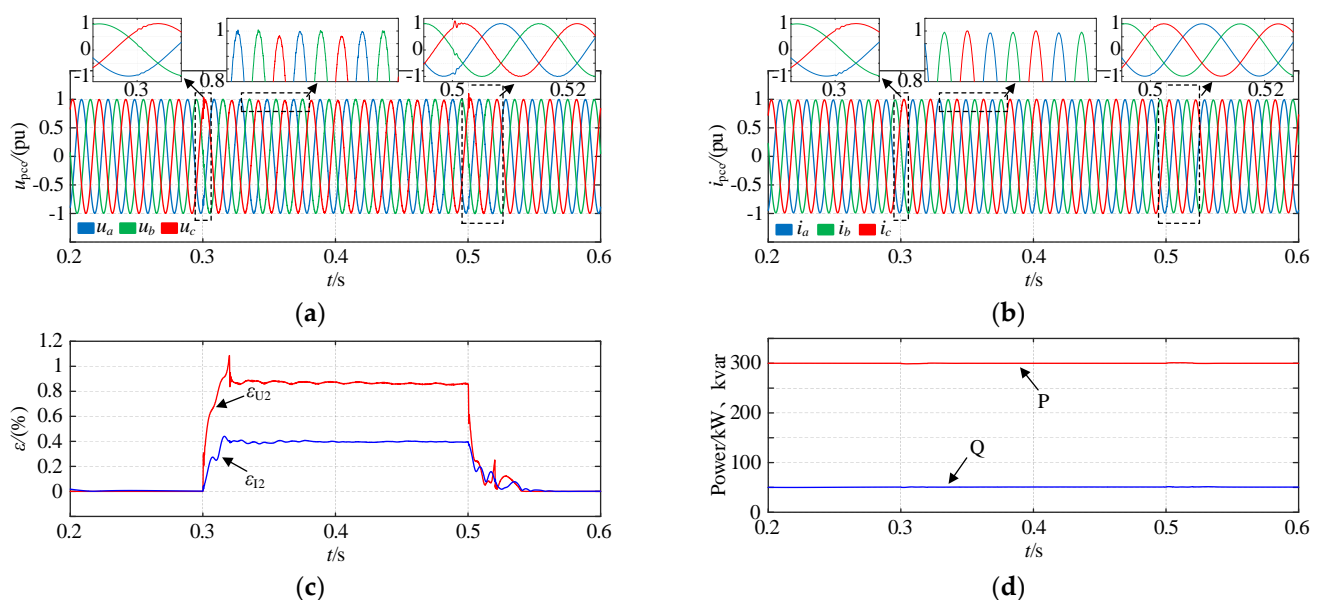 1
0
-1
0.3
0.8
1
1
0
-1
0.5
0.52
1
0.5
0
-0.5
-1
u_pcc/(pu)
u_a u_b u_c
0.2 0.3 0.4 0.5 0.6
t/s
(a)
1
0
-1
0.3
0.8
1
1
0
-1
0.5
0.52
1
0.5
0
-0.5
-1
i_pcc/(pu)
i_a i_b i_c
0.2 0.3 0.4 0.5 0.6
t/s
(b)
1.2
1
0.8
0.6
0.4
0.2
0
ε/(%)
ε_U2
ε_I2
0.2 0.3 0.4 0.5 0.6
t/s
(c)
300
200
100
0
Power/kW、kvar
P
Q
0.2 0.3 0.4 0.5 0.6
t/s
(d)